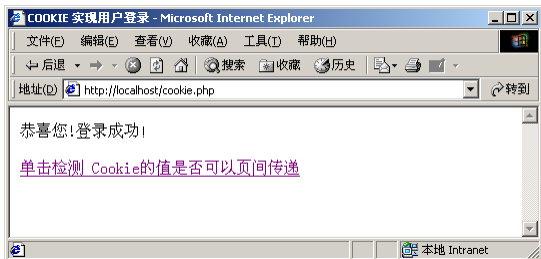 COOKIE 实现用户登录 - Microsoft Internet Explorer
文件(F) 编辑(E) 查看(V) 收藏(A) 工具(T) 帮助(H)
后退 搜索 收藏 历史
地址(D) http://localhost/cookie.php 转到
恭喜您!登录成功!
单击检测 Cookie的值是否可以页间传递
本地 Intranet